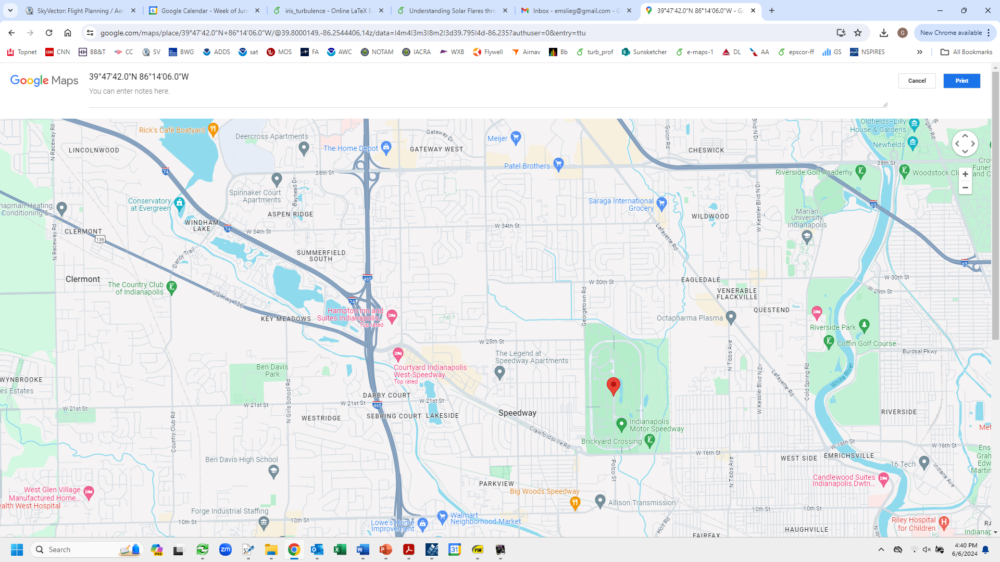 SkyVector: Flight Planning / Aer
Google Calendar - Week of Jun
iris_turbulence - Online LaTeX E
Understanding Solar Flares thro
Inbox - emslieg@gmail.com - G
39°47'42.0"N 86°14'06.0"W - Go
google.com/maps/place/39°47'42.0"N+86°14'06.0"W/@39.8000149,-86.2544406,14z/data=!4m4!3m3!8m2!3d39.795!4d-86.235?authuser=0&entry=ttu
G
New Chrome available
Topnet
CNN
BB&T
CC
SV
BWG
ADDS
sat
MOS
FA
AWC
NOTAM
IACRA
WXB
Flywell
Airnav
Bb
turb_prof
Sunsketcher
e-maps-1
DL
AA
epscor-ff
GS
NSPIRES
All Bookmarks
Google Maps
39°47'42.0"N 86°14'06.0"W
You can enter notes here.
Cancel
Print
N Raceway Rd
Rick's Café Boatyard
Deercross Apartments
Gateway Dr
Meijer
Guion Rd
Blvd N Dr
Oldfields–Lilly
House & Gardens
Newfields
LINCOLNWOOD
The Home Depot
GATEWAY WEST
CHESWICK
74
38th St
Patel Brothers
Riverside Golf Academy
38th St
Woodstock Clu
Crow
Funer
and C
Spinnaker Court
Apartments
Bayhead Dr
Conservatory
at Evergreen
Saraga International
Grocery
65
hapman Heating,
Conditioning &
ASPEN RIDGE
WILDWOOD
W Kessler Blvd N Dr
Marian
University
Indianapolis
WINDHAM
LAKE
74
W 34th St
W 34th St
Lafayette Rd
CLERMONT
136
N Raceway Rd
Dandy Trail
SUMMERFIELD
SOUTH
65
465
Clermont
The Country Club
of Indianapolis
US Hwy 136
W 30th St
Georgetown Rd
EAGLEDALE
W 30th St
W 29th St
VENERABLE
FLACKVILLE
74
Hampton Inn and
Suites Indianapolis...
Top rated
KEY MEADOWS
Octapharma Plasma
QUESTEND
Riverside Park
Coffin Golf Course
W 25th St
The Legend at
Speedway Apartments
Burdsal Pkwy
N Tibbs Ave
W Kessler Blvd N Dr
Cold Spring Rd
Lafayette Rd
White River
Ben Davis
Park
Courtyard Indianapolis
West-Speedway
Top rated
WYNBROOKE
es Estates
N Girls School Rd
DARBY COURT
W 21st St
W 21st St
W 21st St
465
W 21st St
Country Club Rd
WESTRIDGE
SEBRING COURT
LAKESIDE
Speedway
RIVERSIDE
Indianapolis
Motor Speedway
Met
Crawfordsville Rd
Brickyard Crossing
W 16th St
W 16th St
W 16th St
WEST SIDE
EMRICHSVILLE
Ens
Grah
Edw
Martin
Ben Davis High School
Polco St
N Tibbs Ave
16 Tech
Indiana Ave
Candlewood Suites
Indianapolis Dwtn...
PARKVIEW
Big Woods Speedway
West Glen Village
Manufactured Home...
ealth West Hospital
Allison Transmission
Forge Industrial Staffing
10th St
10th St
10th St
10th St
Walmart
Neighborhood Market
Lowe's Home
Improvement
Holt Rd
Riley Hospital
for Children
N W
RA
HAUGHVILLE
FAIRFAX
Indianap
Search
PRE
zm
31
PDF
4:40 PM
6/6/2024